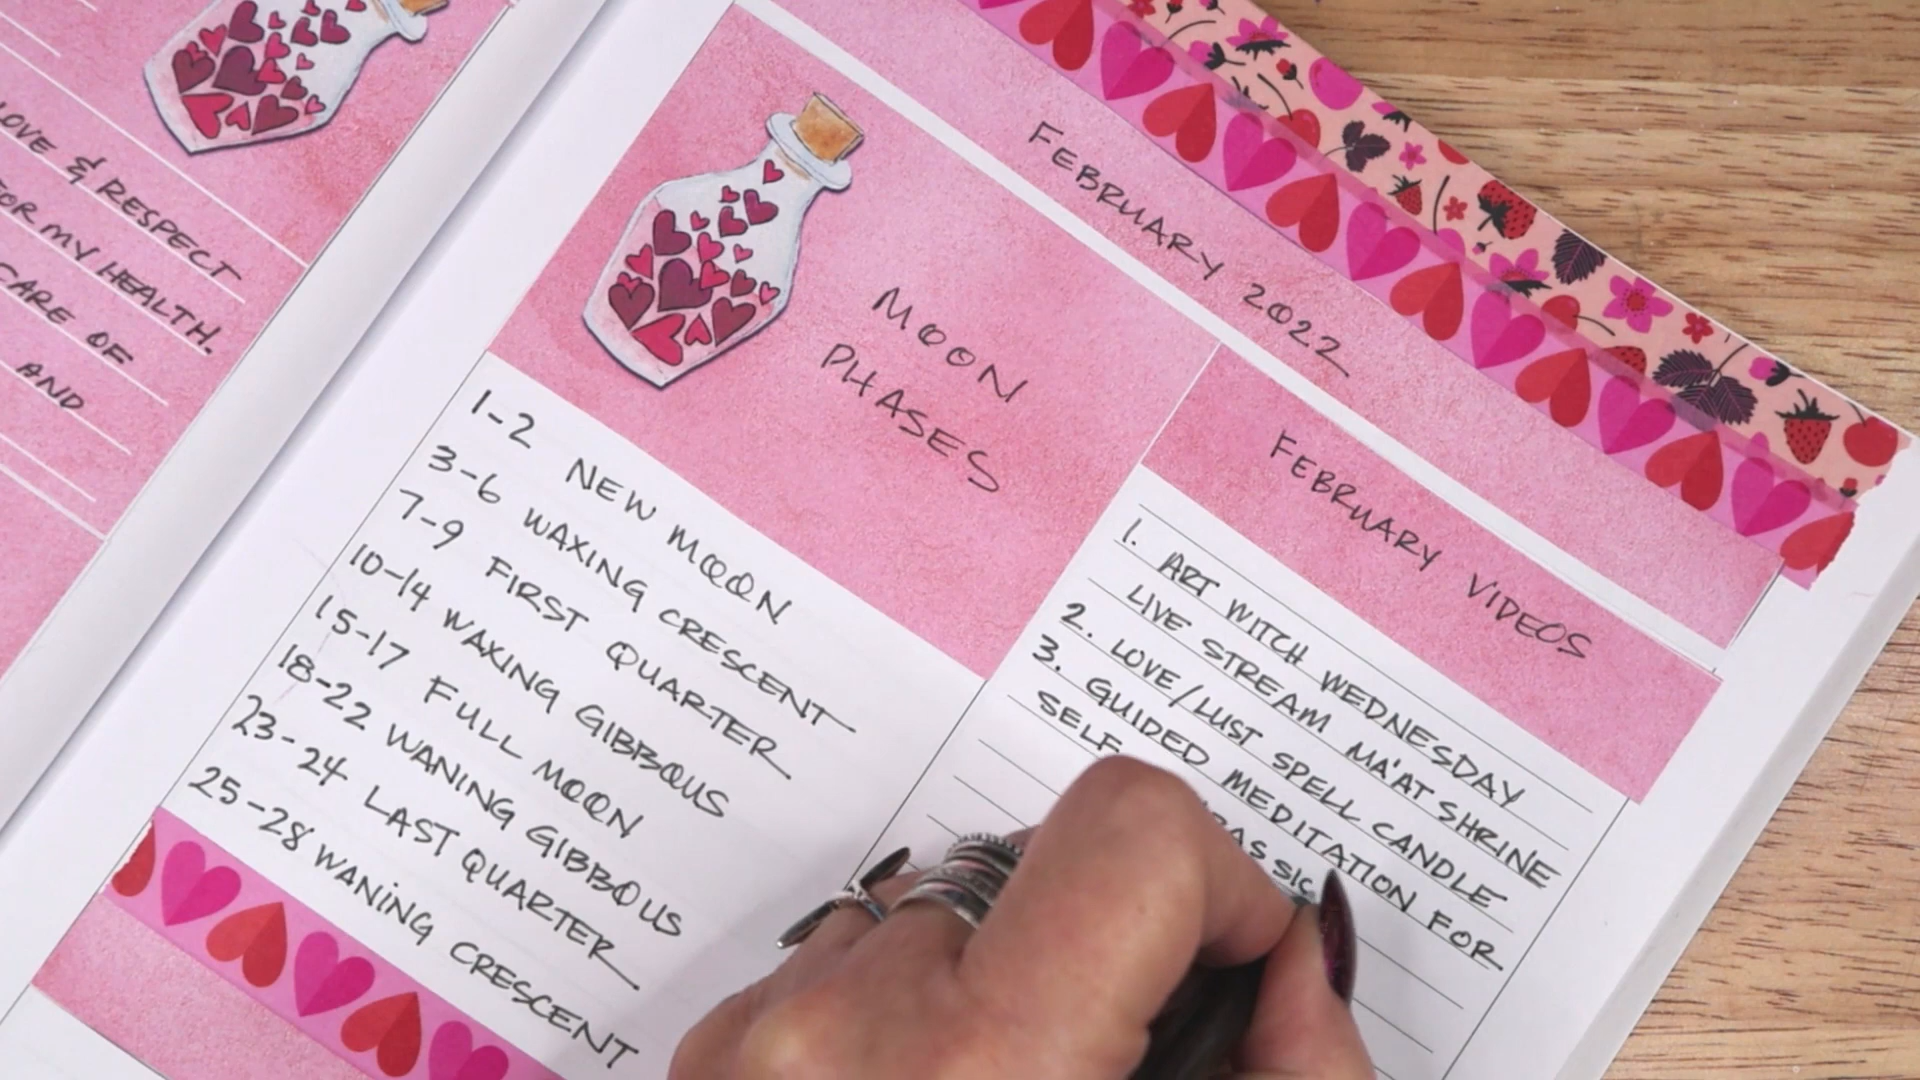 LOVE & RESPECT
FOR MY HEALTH.
CARE OF
AND
FEBRUARY 2022
MOON
PHASES
1-2 NEW MOON
3-6 WAXING CRESCENT
7-9 FIRST QUARTER
10-14 WAXING GIBBOUS
15-17 FULL MOON
18-22 WANING GIBBOUS
23-24 LAST QUARTER
25-28 WANING CRESCENT
FEBRUARY VIDEOS
1. ART WITCH WEDNESDAY
LIVE STREAM MA'AT SHRINE
2. LOVE/LUST SPELL CANDLE
3. GUIDED MEDITATION FOR
SELF